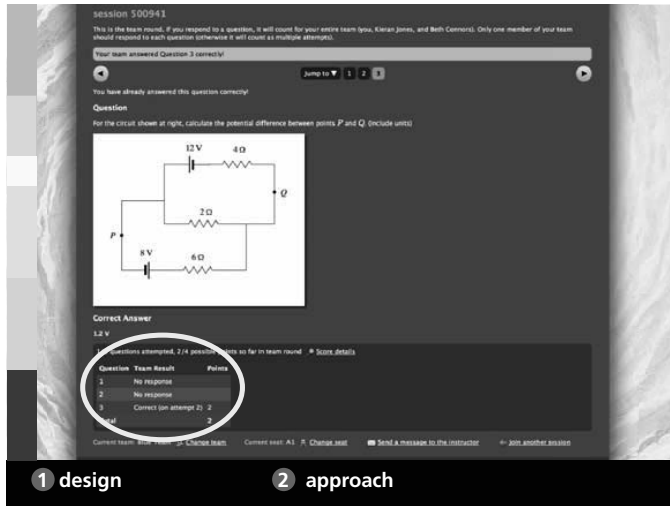 session 500941
This is the team round, if you respond to a question, it will count for your entire team (you, Kieran Jones, and Beth Connors). Only one member of your team
should respond to each question (otherwise it will count as multiple attempts).
Your team answered Question 3 correctly!
Jump to ▼ 1 2 3
You have already answered this question correctly!
Question
For the circuit shown at right, calculate the potential difference between points P and Q. (include units)
12 V 4 Ω
Q
2 Ω
P
8 V 6 Ω
Correct Answer
1.2 V
questions attempted, 2/4 possible points so far in team round Score details
Question Team Result Points
1 No response
2 No response
3 Correct (on attempt 2) 2
Total 2
Current team: Blue Team Change team Current seat: A1 Change seat Send a message to the instructor Join another session
1 design 2 approach